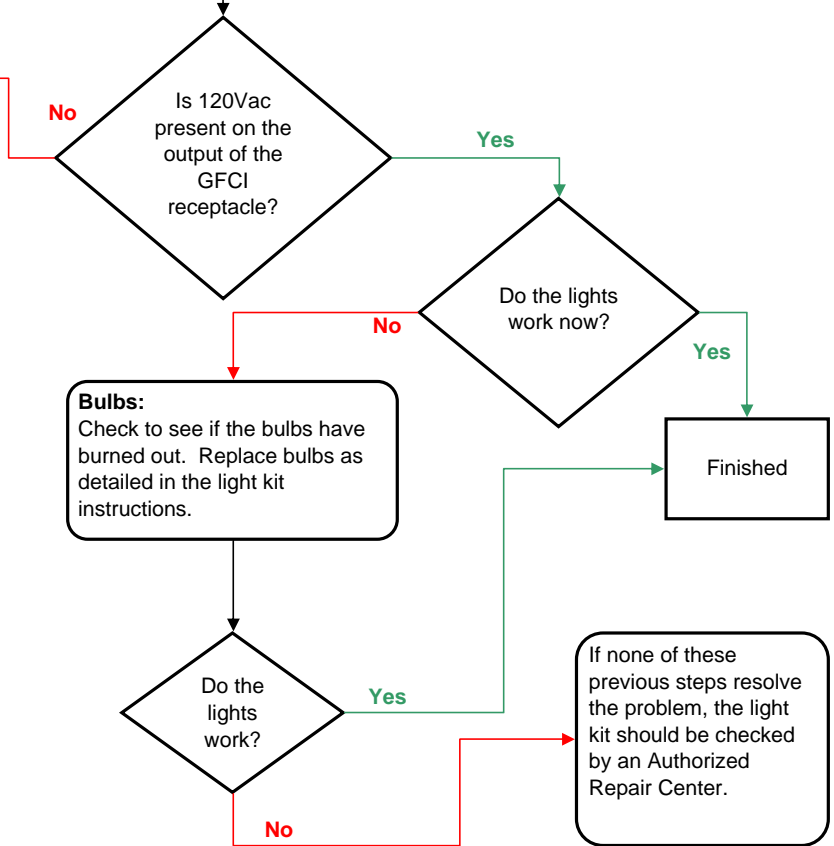 Is 120Vac
present on the
output of the
GFCI
receptacle?
No
Yes
Do the lights
work now?
No
Yes
Bulbs:
Check to see if the bulbs have
burned out.  Replace bulbs as
detailed in the light kit
instructions.
Finished
Do the
lights
work?
Yes
No
If none of these
previous steps resolve
the problem, the light
kit should be checked
by an Authorized
Repair Center.